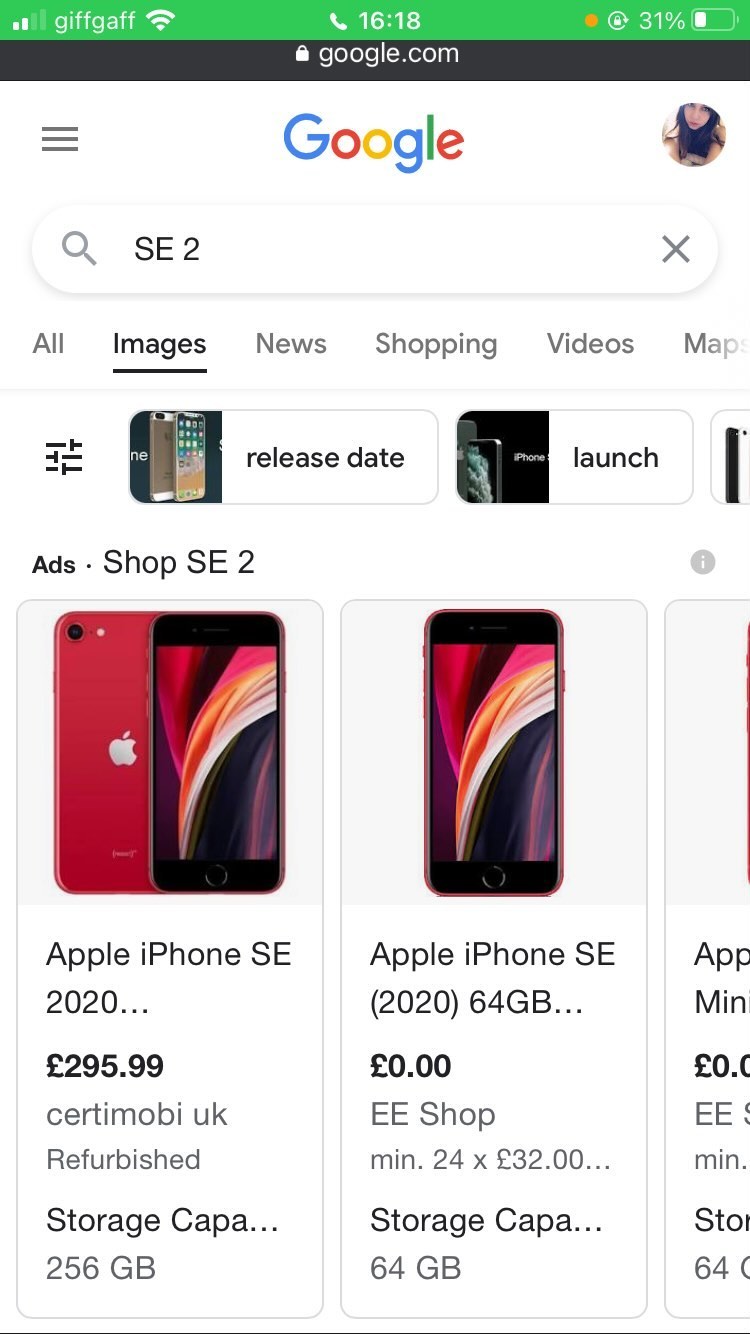 giffgaff 16:18 31%
google.com
Google
SE 2
All Images News Shopping Videos Maps
ne release date iPhone launch
Ads · Shop SE 2
Apple iPhone SE
2020...
£295.99
certimobi uk
Refurbished
Storage Capa...
256 GB
Apple iPhone SE
(2020) 64GB...
£0.00
EE Shop
min. 24 x £32.00...
Storage Capa...
64 GB
App
Mini
£0.0
EE S
min.
Stor
64 G